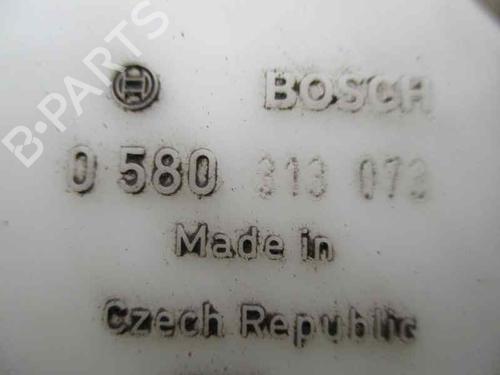 B-PARTS
BOSCH
0 580 313 073
Made in
Czech Republic